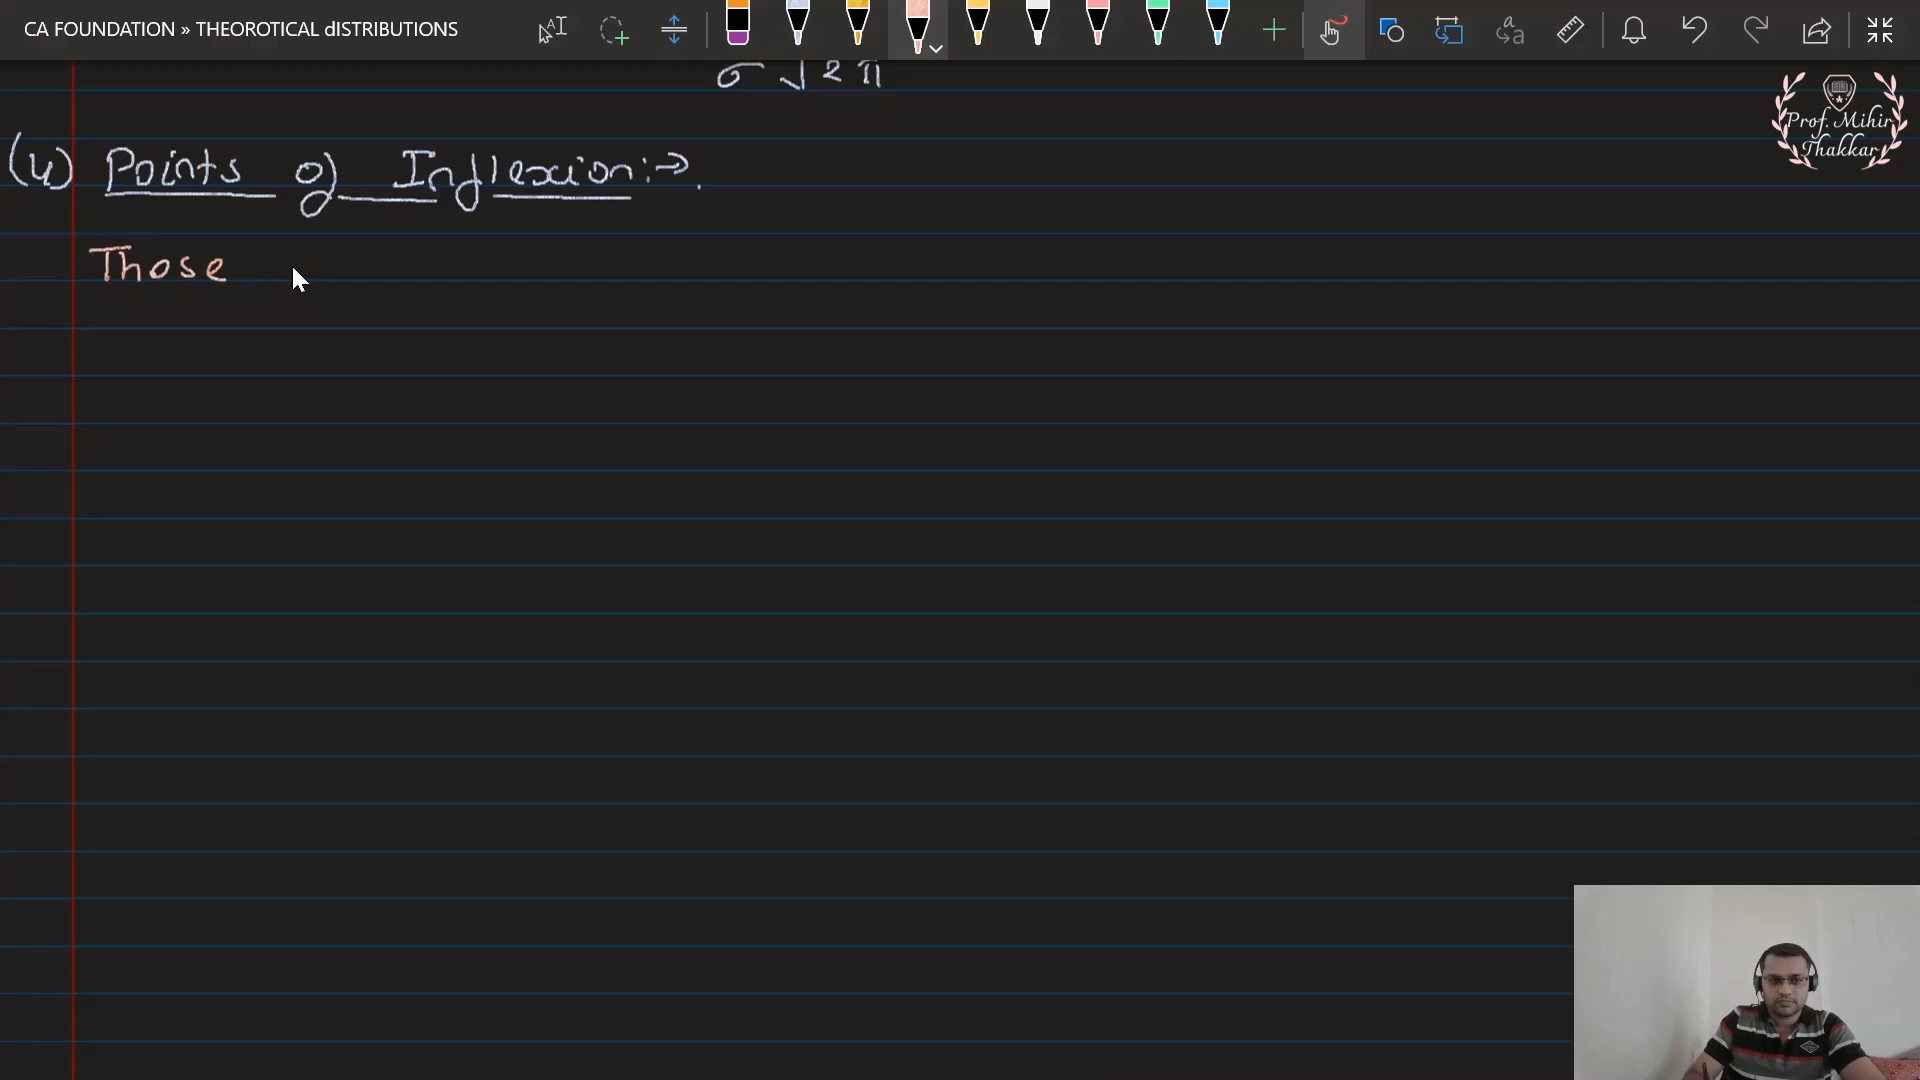 CA FOUNDATION » THEOROTICAL dISTRIBUTIONS
σ √2π
Prof. Mihir
Thakkar
(4) Points of Inflexion :→.
Those